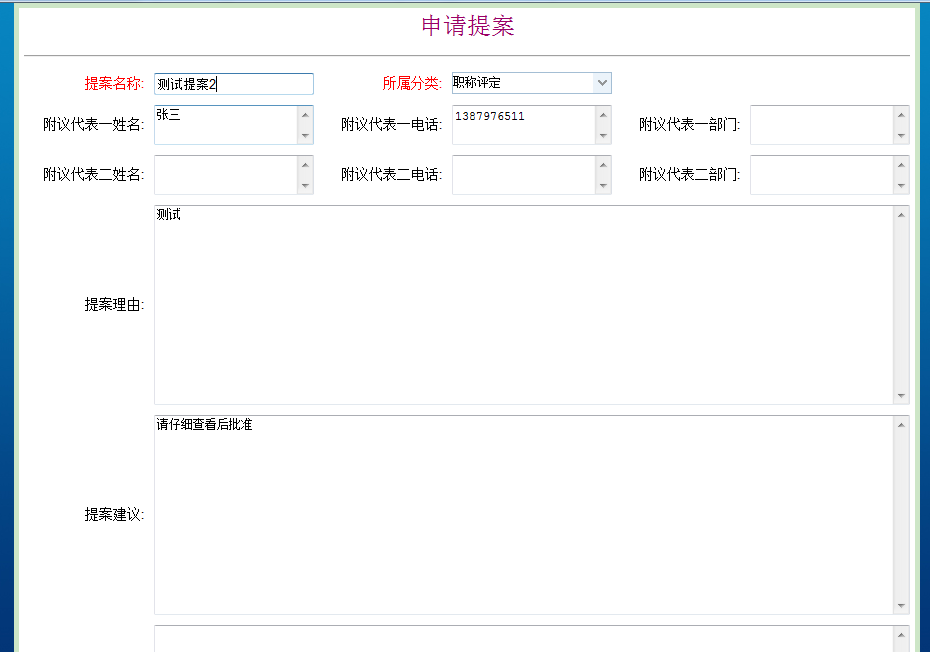 申请提案
提案名称: 测试提案2 所属分类: 职称评定
附议代表一姓名: 张三 附议代表一电话: 1387976511 附议代表一部门:
附议代表二姓名: 附议代表二电话: 附议代表二部门:
提案理由: 测试
提案建议: 请仔细查看后批准